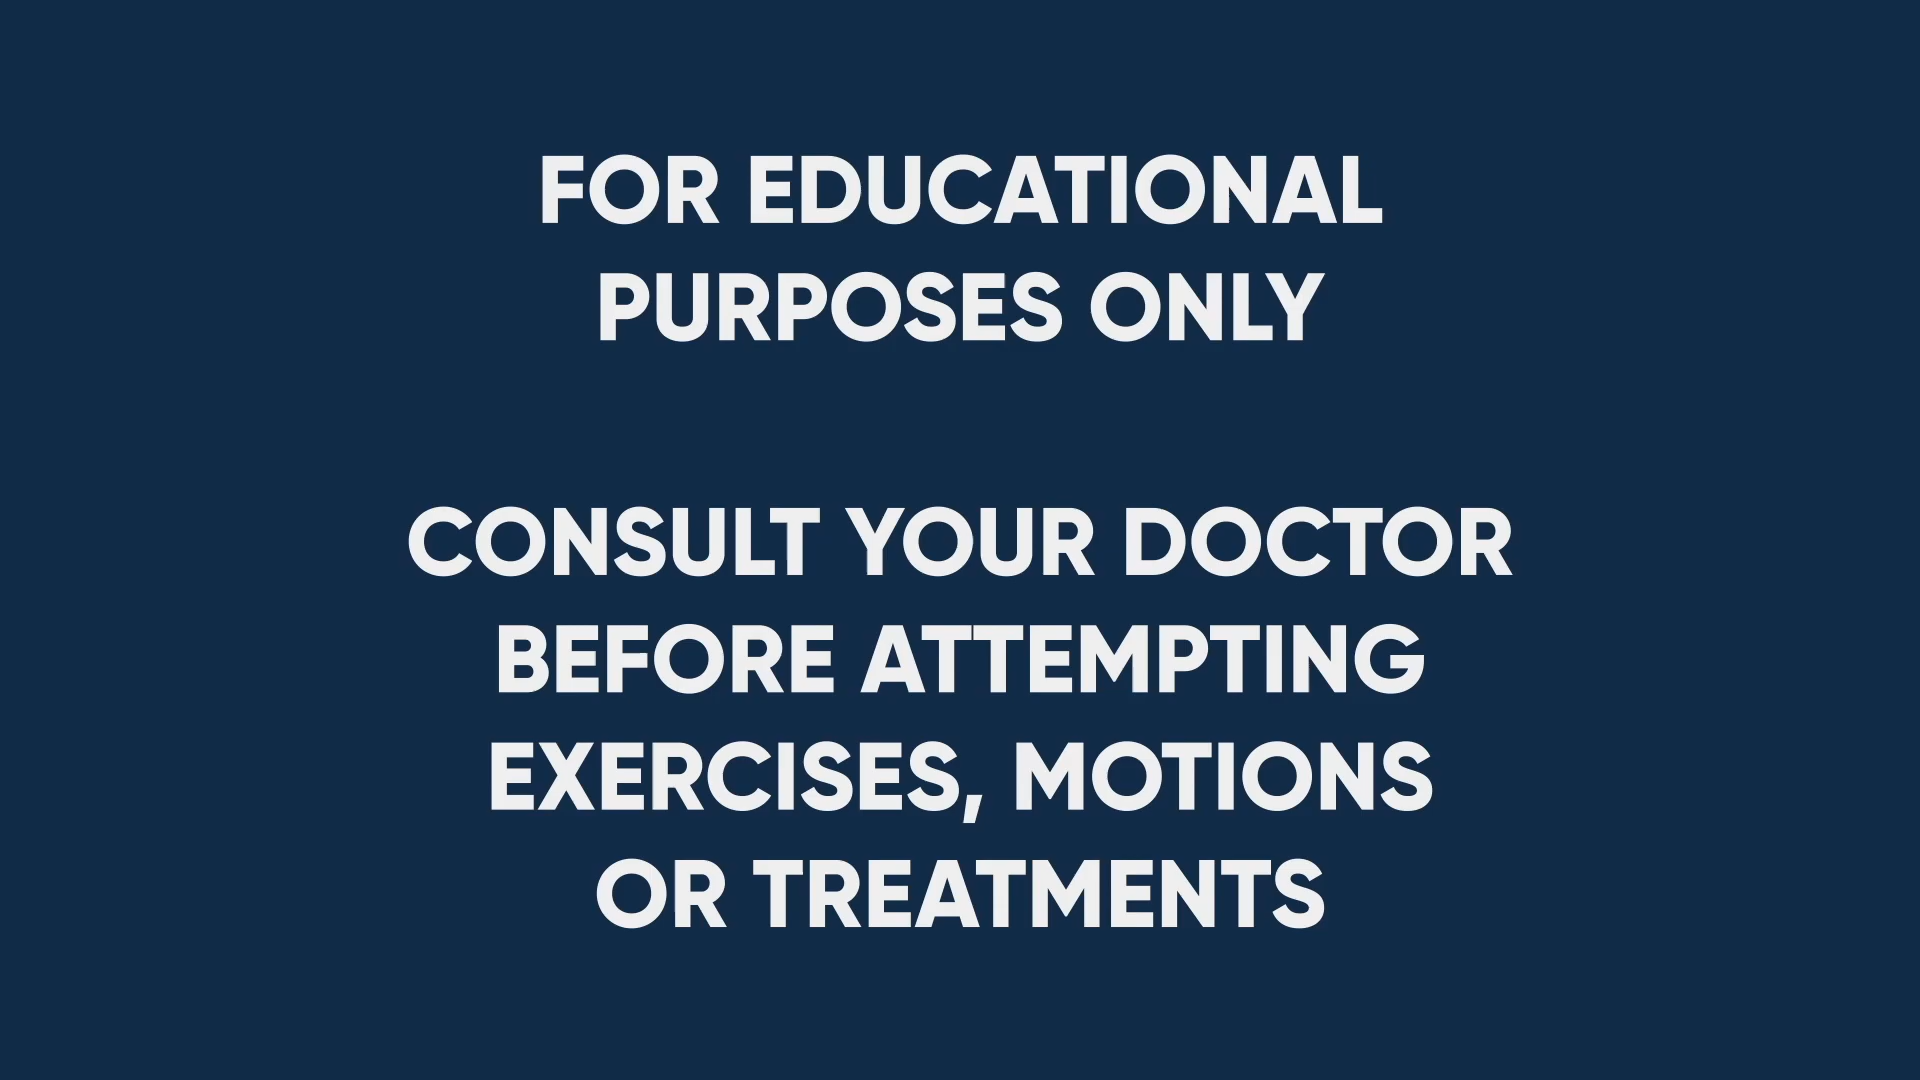 FOR EDUCATIONAL
PURPOSES ONLY
CONSULT YOUR DOCTOR
BEFORE ATTEMPTING
EXERCISES, MOTIONS
OR TREATMENTS